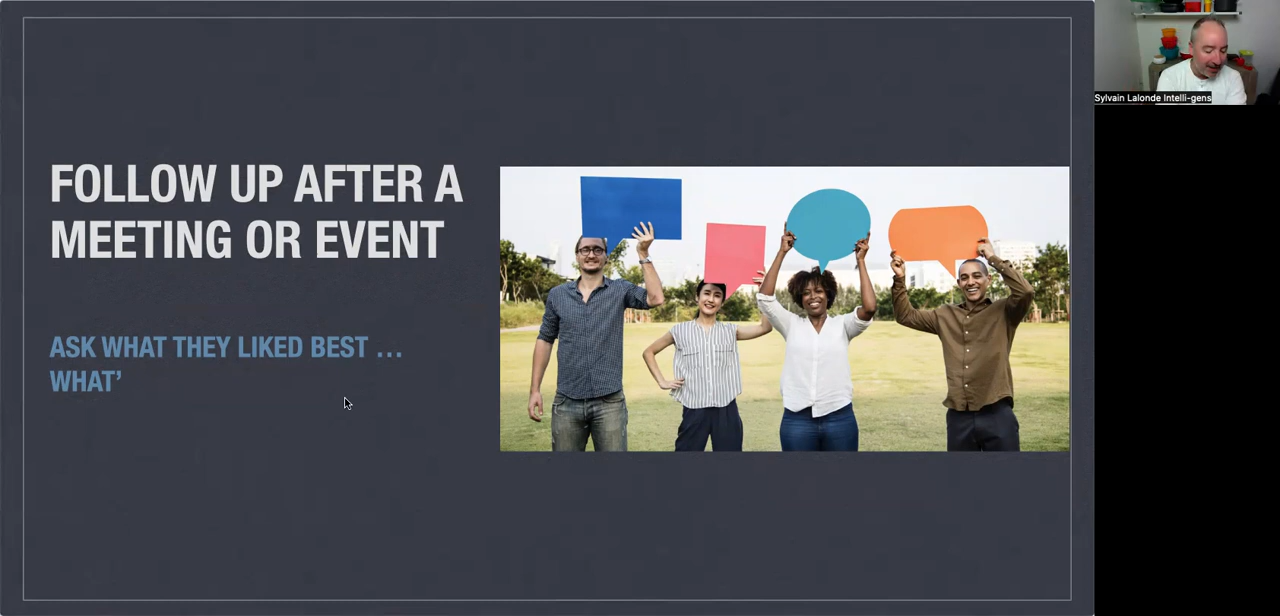 FOLLOW UP AFTER A
MEETING OR EVENT
ASK WHAT THEY LIKED BEST …
WHAT’
Sylvain Lalonde Intelli-gens